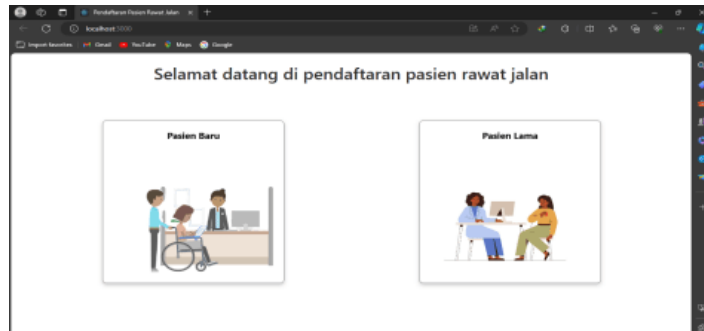 Pendaftaran Pasien Rawat Jalan
localhost:5000
Import favorites Gmail YouTube Maps Google
Selamat datang di pendaftaran pasien rawat jalan
Pasien Baru
Pasien Lama